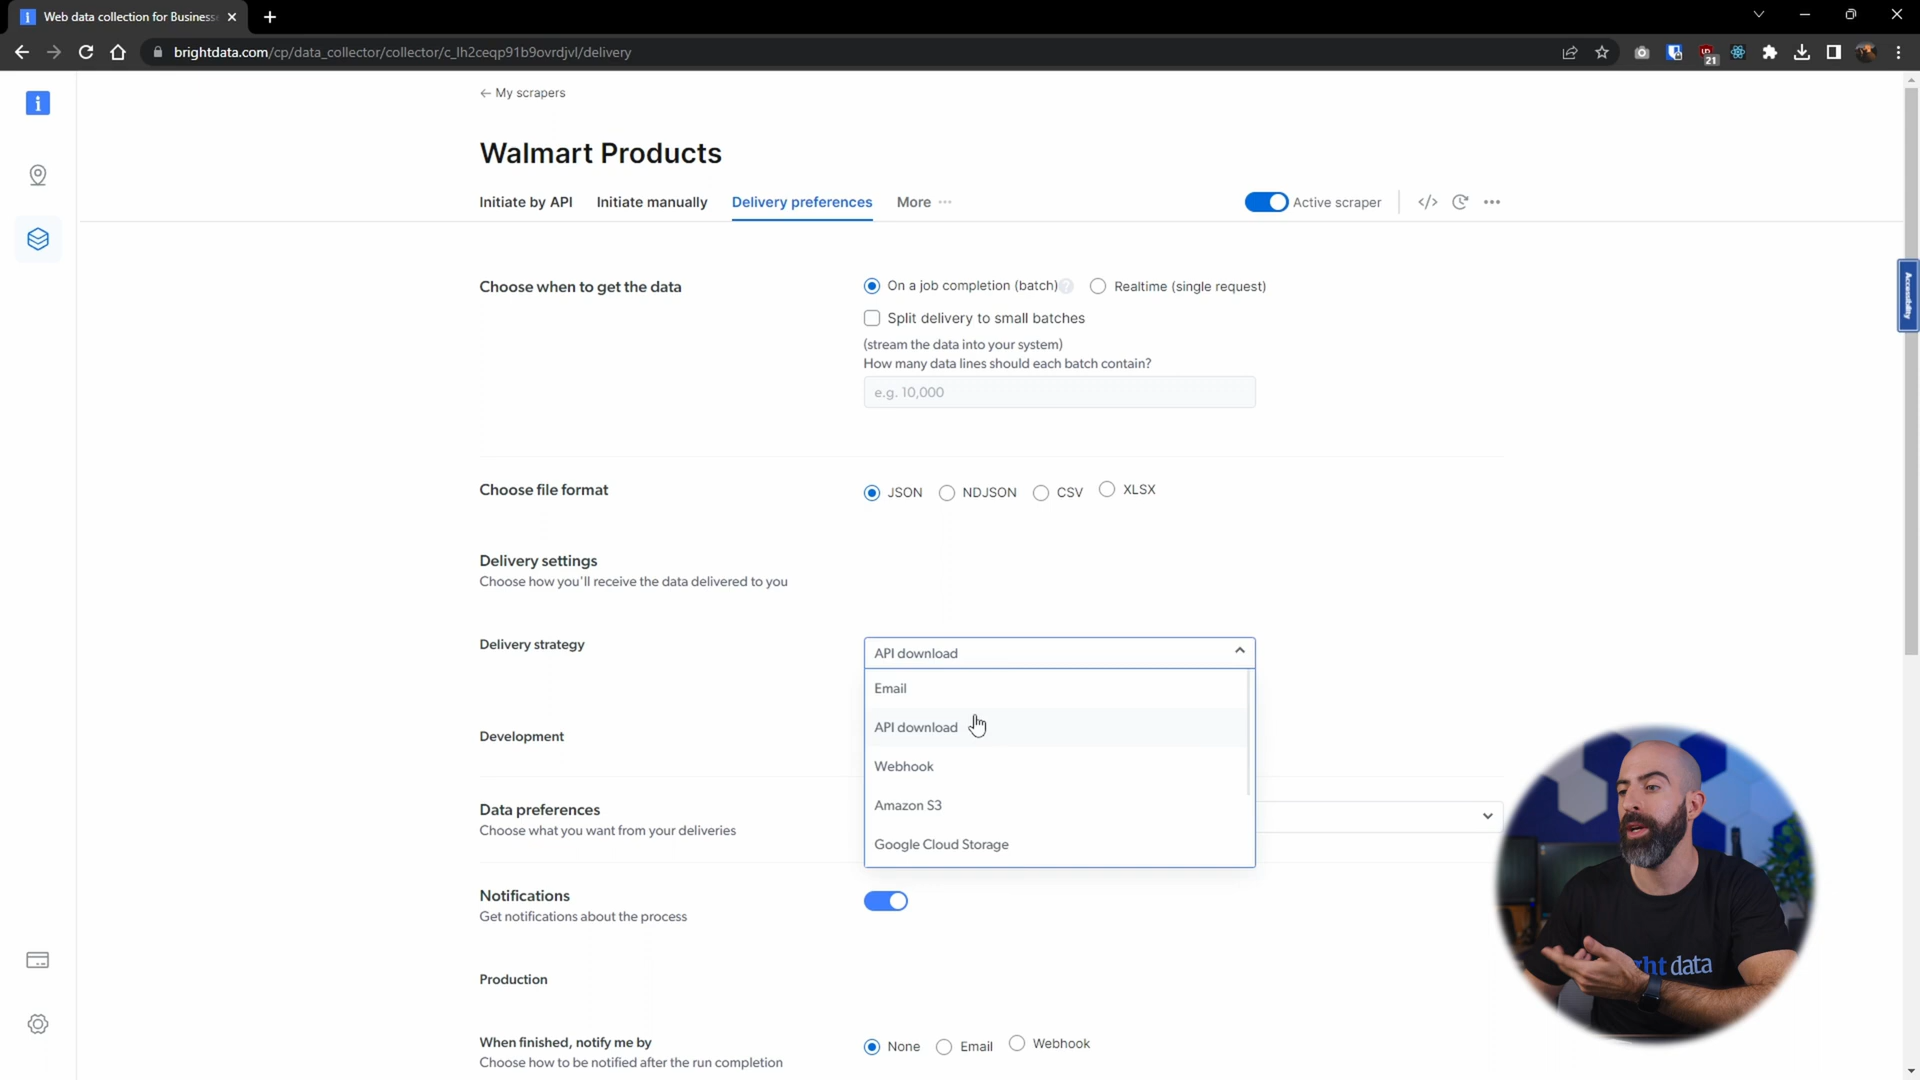 Web data collection for Business
brightdata.com/cp/data_collector/collector/c_lh2ceqp91b9ovrdjvl/delivery
21
← My scrapers
Walmart Products
Initiate by API
Initiate manually
Delivery preferences
More
Active scraper
Accessibility
Choose when to get the data
On a job completion (batch)
?
Realtime (single request)
Split delivery to small batches
(stream the data into your system)
How many data lines should each batch contain?
e.g. 10,000
Choose file format
JSON
NDJSON
CSV
XLSX
Delivery settings
Choose how you'll receive the data delivered to you
Delivery strategy
API download
Email
API download
Webhook
Amazon S3
Google Cloud Storage
Development
Data preferences
Choose what you want from your deliveries
Notifications
Get notifications about the process
Production
When finished, notify me by
Choose how to be notified after the run completion
None
Email
Webhook
ht data